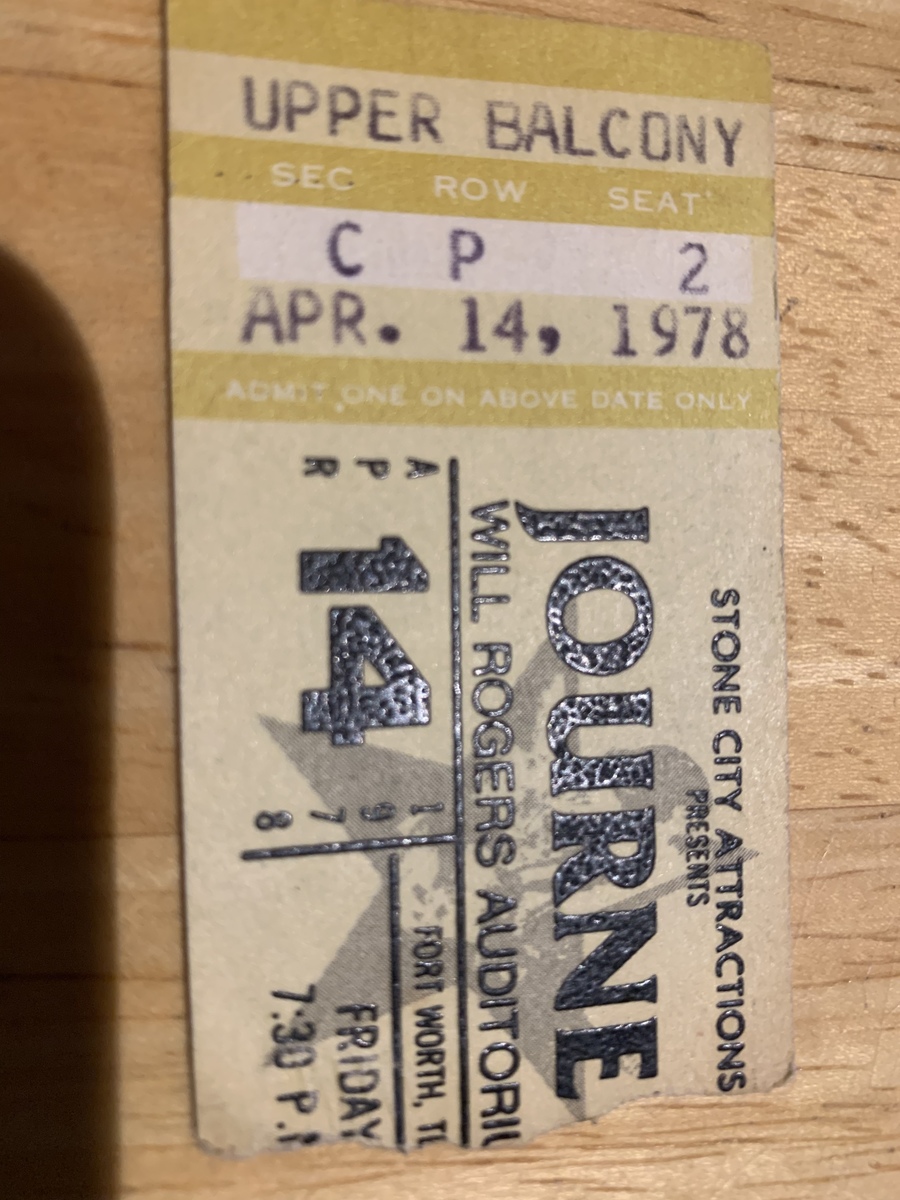 UPPER BALCONY
SEC ROW SEAT
C P 2
APR. 14, 1978
ADMIT ONE ON ABOVE DATE ONLY
STONE CITY ATTRACTIONS
PRESENTS
JOURNE
WILL ROGERS AUDITORIU
APR 14 1978
FORT WORTH, T
FRIDAY
7:30 P.